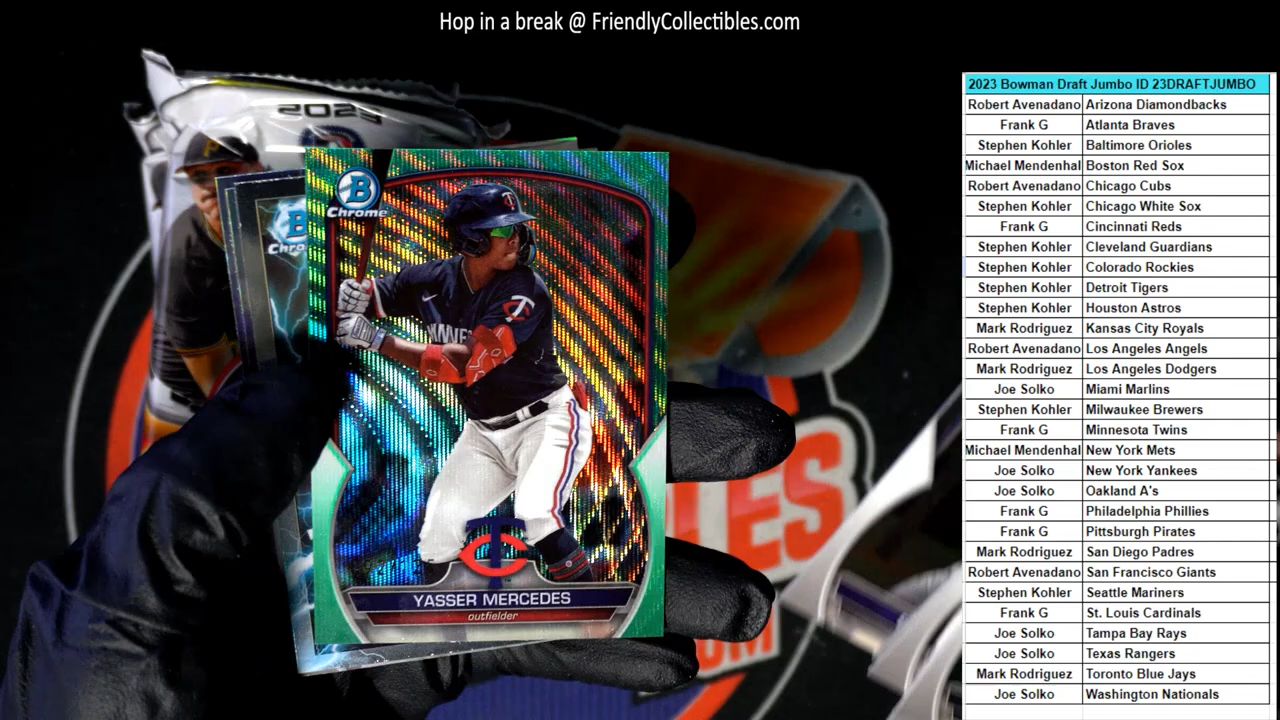 Hop in a break @ FriendlyCollectibles.com
2023
B
Chrome
B
T
T
YASSER MERCEDES
outfielder
2023 Bowman Draft Jumbo ID 23DRAFTJUMBO
Robert Avenadano Arizona Diamondbacks
Frank G Atlanta Braves
Stephen Kohler Baltimore Orioles
Michael Mendenhal Boston Red Sox
Robert Avenadano Chicago Cubs
Stephen Kohler Chicago White Sox
Frank G Cincinnati Reds
Stephen Kohler Cleveland Guardians
Stephen Kohler Colorado Rockies
Stephen Kohler Detroit Tigers
Stephen Kohler Houston Astros
Mark Rodriguez Kansas City Royals
Robert Avenadano Los Angeles Angels
Mark Rodriguez Los Angeles Dodgers
Joe Solko Miami Marlins
Stephen Kohler Milwaukee Brewers
Frank G Minnesota Twins
Michael Mendenhal New York Mets
Joe Solko New York Yankees
Joe Solko Oakland A's
Frank G Philadelphia Phillies
Frank G Pittsburgh Pirates
Mark Rodriguez San Diego Padres
Robert Avenadano San Francisco Giants
Stephen Kohler Seattle Mariners
Frank G St. Louis Cardinals
Joe Solko Tampa Bay Rays
Joe Solko Texas Rangers
Mark Rodriguez Toronto Blue Jays
Joe Solko Washington Nationals